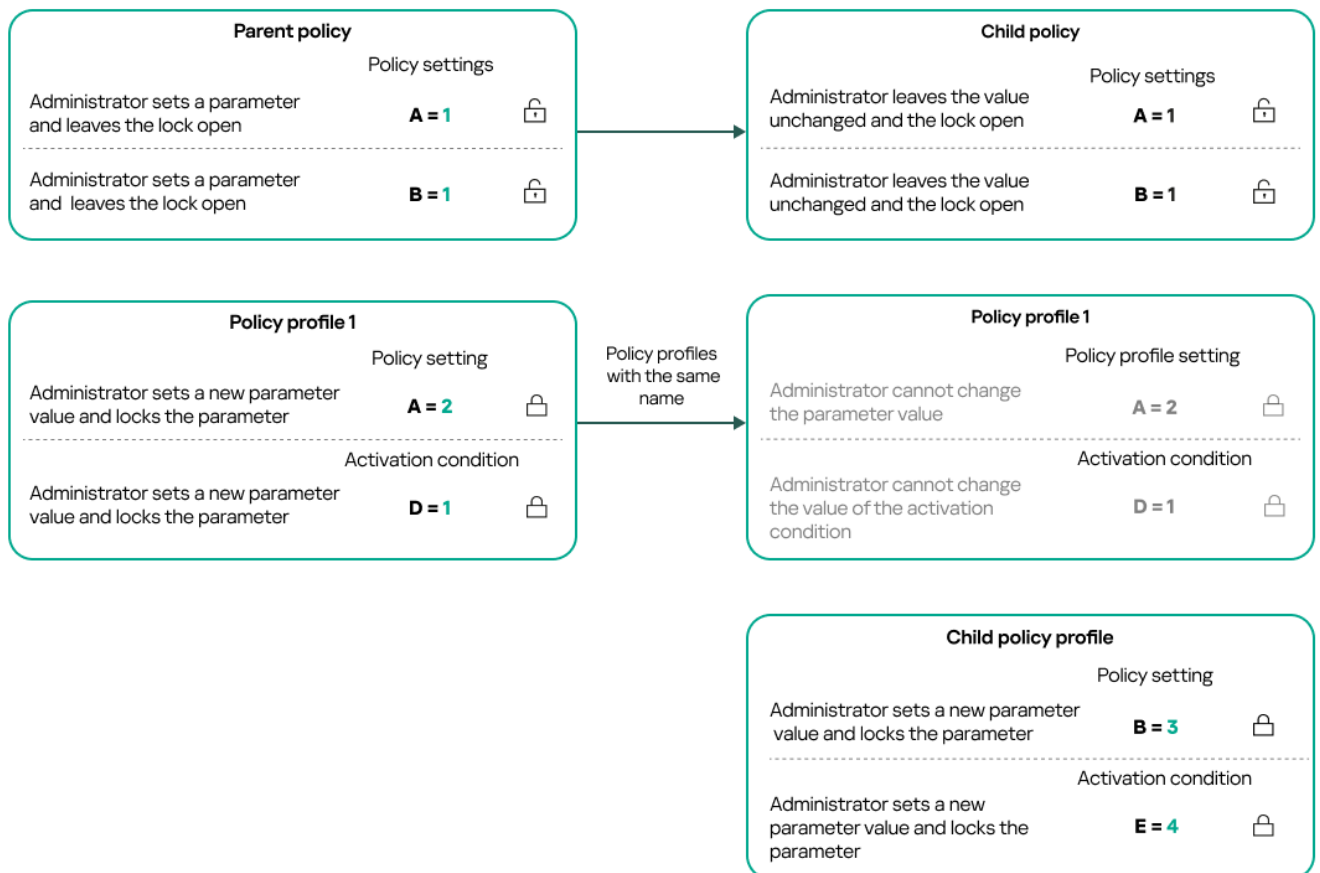 Parent policy
Policy settings
Administrator sets a parameter
and leaves the lock open
A = 1
Administrator sets a parameter
and leaves the lock open
B = 1
Child policy
Policy settings
Administrator leaves the value
unchanged and the lock open
A = 1
Administrator leaves the value
unchanged and the lock open
B = 1
Policy profile 1
Policy setting
Administrator sets a new parameter
value and locks the parameter
A = 2
Activation condition
Administrator sets a new parameter
value and locks the parameter
D = 1
Policy profiles
with the same
name
Policy profile 1
Policy profile setting
Administrator cannot change
the parameter value
A = 2
Activation condition
Administrator cannot change
the value of the activation
condition
D = 1
Child policy profile
Policy setting
Administrator sets a new parameter
value and locks the parameter
B = 3
Activation condition
Administrator sets a new
parameter value and locks the
parameter
E = 4